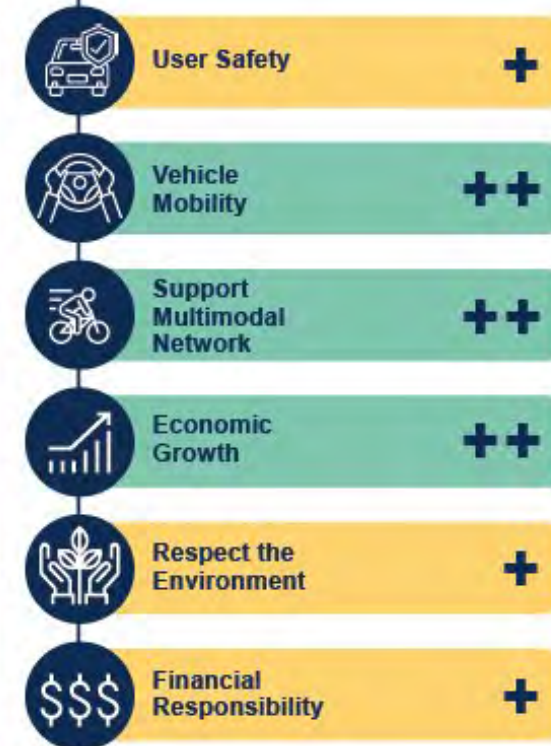 User Safety +
Vehicle
Mobility ++
Support
Multimodal
Network ++
Economic
Growth ++
Respect the
Environment +
$$$ Financial
Responsibility +